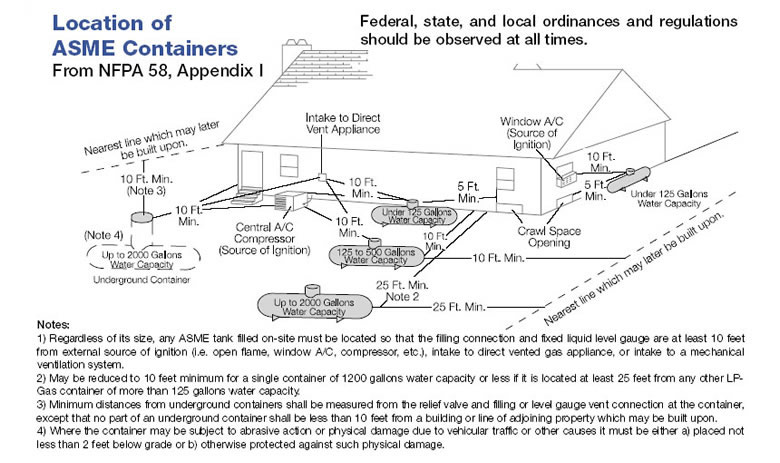 Location of
ASME Containers
From NFPA 58, Appendix I
Federal, state, and local ordinances and regulations
should be observed at all times.
Nearest line which may later
be built upon.
Intake to Direct
Vent Appliance
Window A/C
(Source of
Ignition)
10 Ft. Min.
(Note 3)
10 Ft.
Min.
10 Ft.
Min.
5 Ft.
Min.
10 Ft.
Min.
5 Ft.
Min.
Under 125 Gallons
Water Capacity
Under 125 Gallons
Water Capacity
(Note 4)
Central A/C
Compressor
(Source of Ignition)
10 Ft.
Min.
10 Ft.
Min.
Crawl Space
Opening
Up to 2000 Gallons
Water Capacity
Underground Container
125 to 500 Gallons
Water Capacity
10 Ft. Min.
25 Ft. Min.
Note 2
Up to 2000 Gallons
Water Capacity
25 Ft. Min.
Nearest line which may later be built upon.
Notes:
1) Regardless of its size, any ASME tank filled on-site must be located so that the filling connection and fixed liquid level gauge are at least 10 feet
from external source of ignition (i.e. open flame, window A/C, compressor, etc.), intake to direct vented gas appliance, or intake to a mechanical
ventilation system.
2) May be reduced to 10 feet minimum for a single container of 1200 gallons water capacity or less if it is located at least 25 feet from any other LP-
Gas container of more than 125 gallons water capacity.
3) Minimum distances from underground containers shall be measured from the relief valve and filling or level gauge vent connection at the container,
except that no part of an underground container shall be less than 10 feet from a building or line of adjoining property which may be built upon.
4) Where the container may be subject to abrasive action or physical damage due to vehicular traffic or other causes it must be either a) placed not
less than 2 feet below grade or b) otherwise protected against such physical damage.